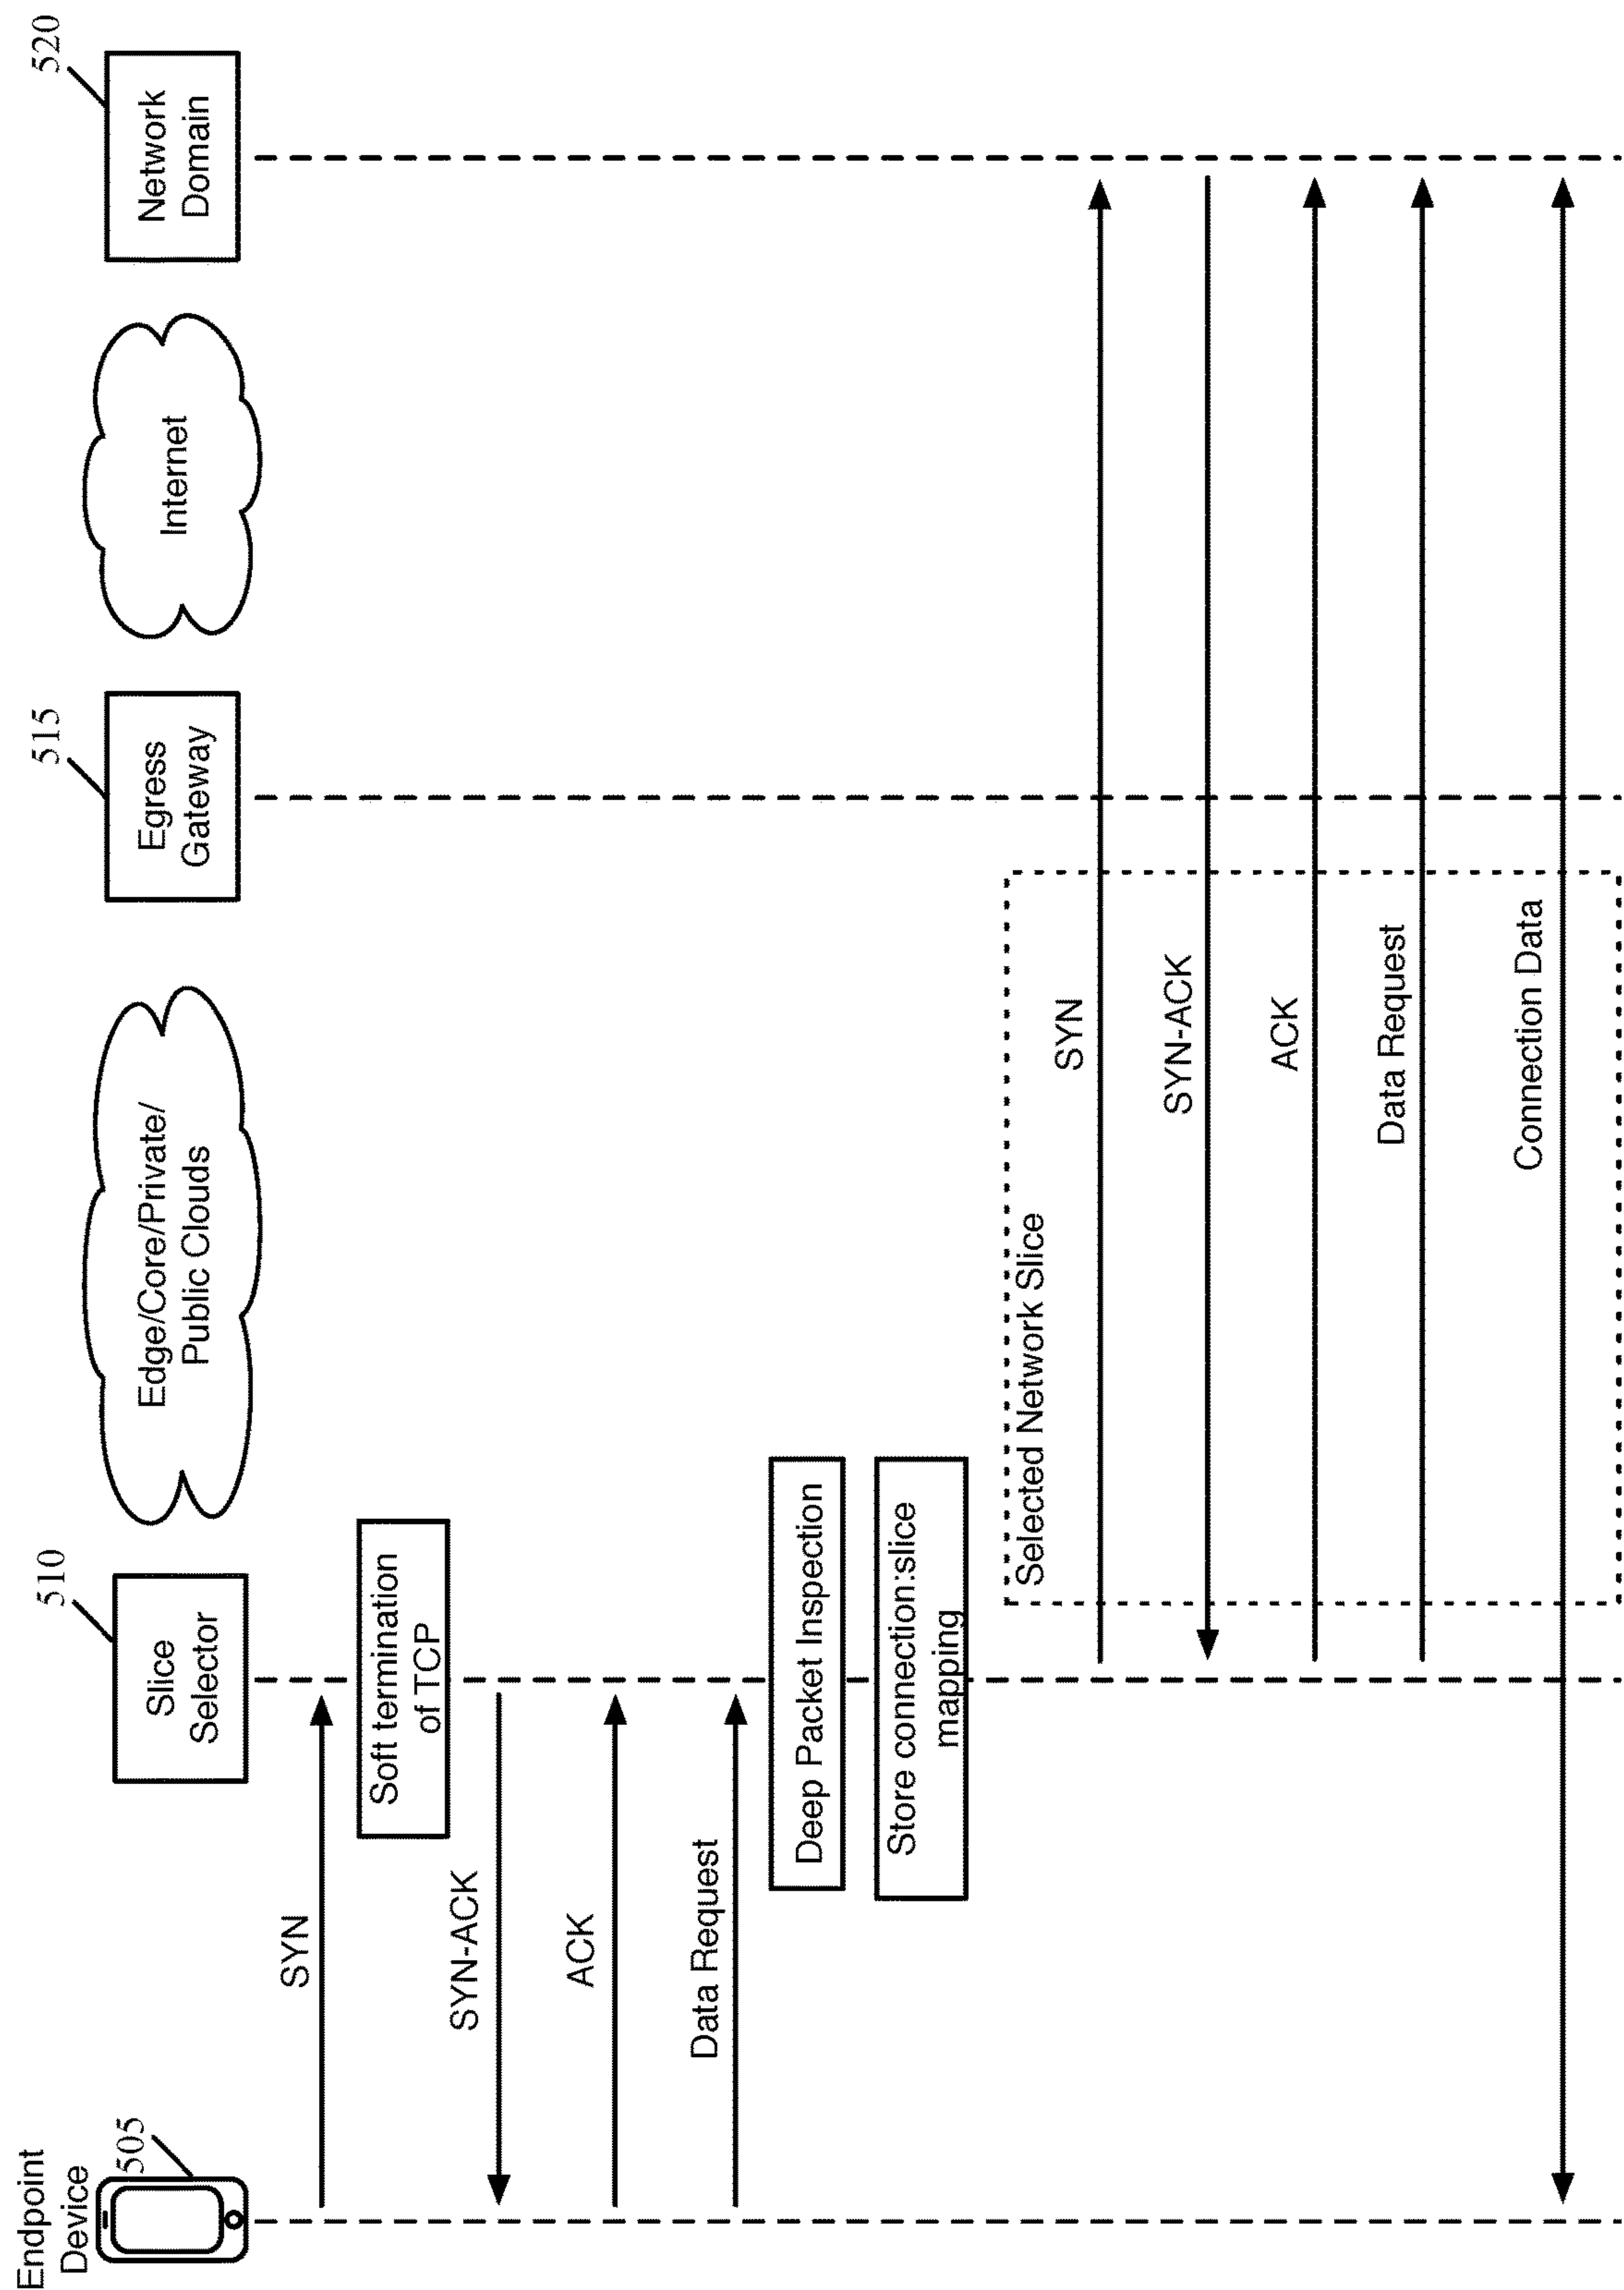 Endpoint
Device
505
510
Slice
Selector
Edge/Core/Private/
Public Clouds
515
Egress
Gateway
Internet
520
Network
Domain
SYN
Soft termination
of TCP
SYN-ACK
ACK
Data Request
Deep Packet Inspection
Store connection:slice
mapping
Selected Network Slice
SYN
SYN-ACK
ACK
Data Request
Connection Data